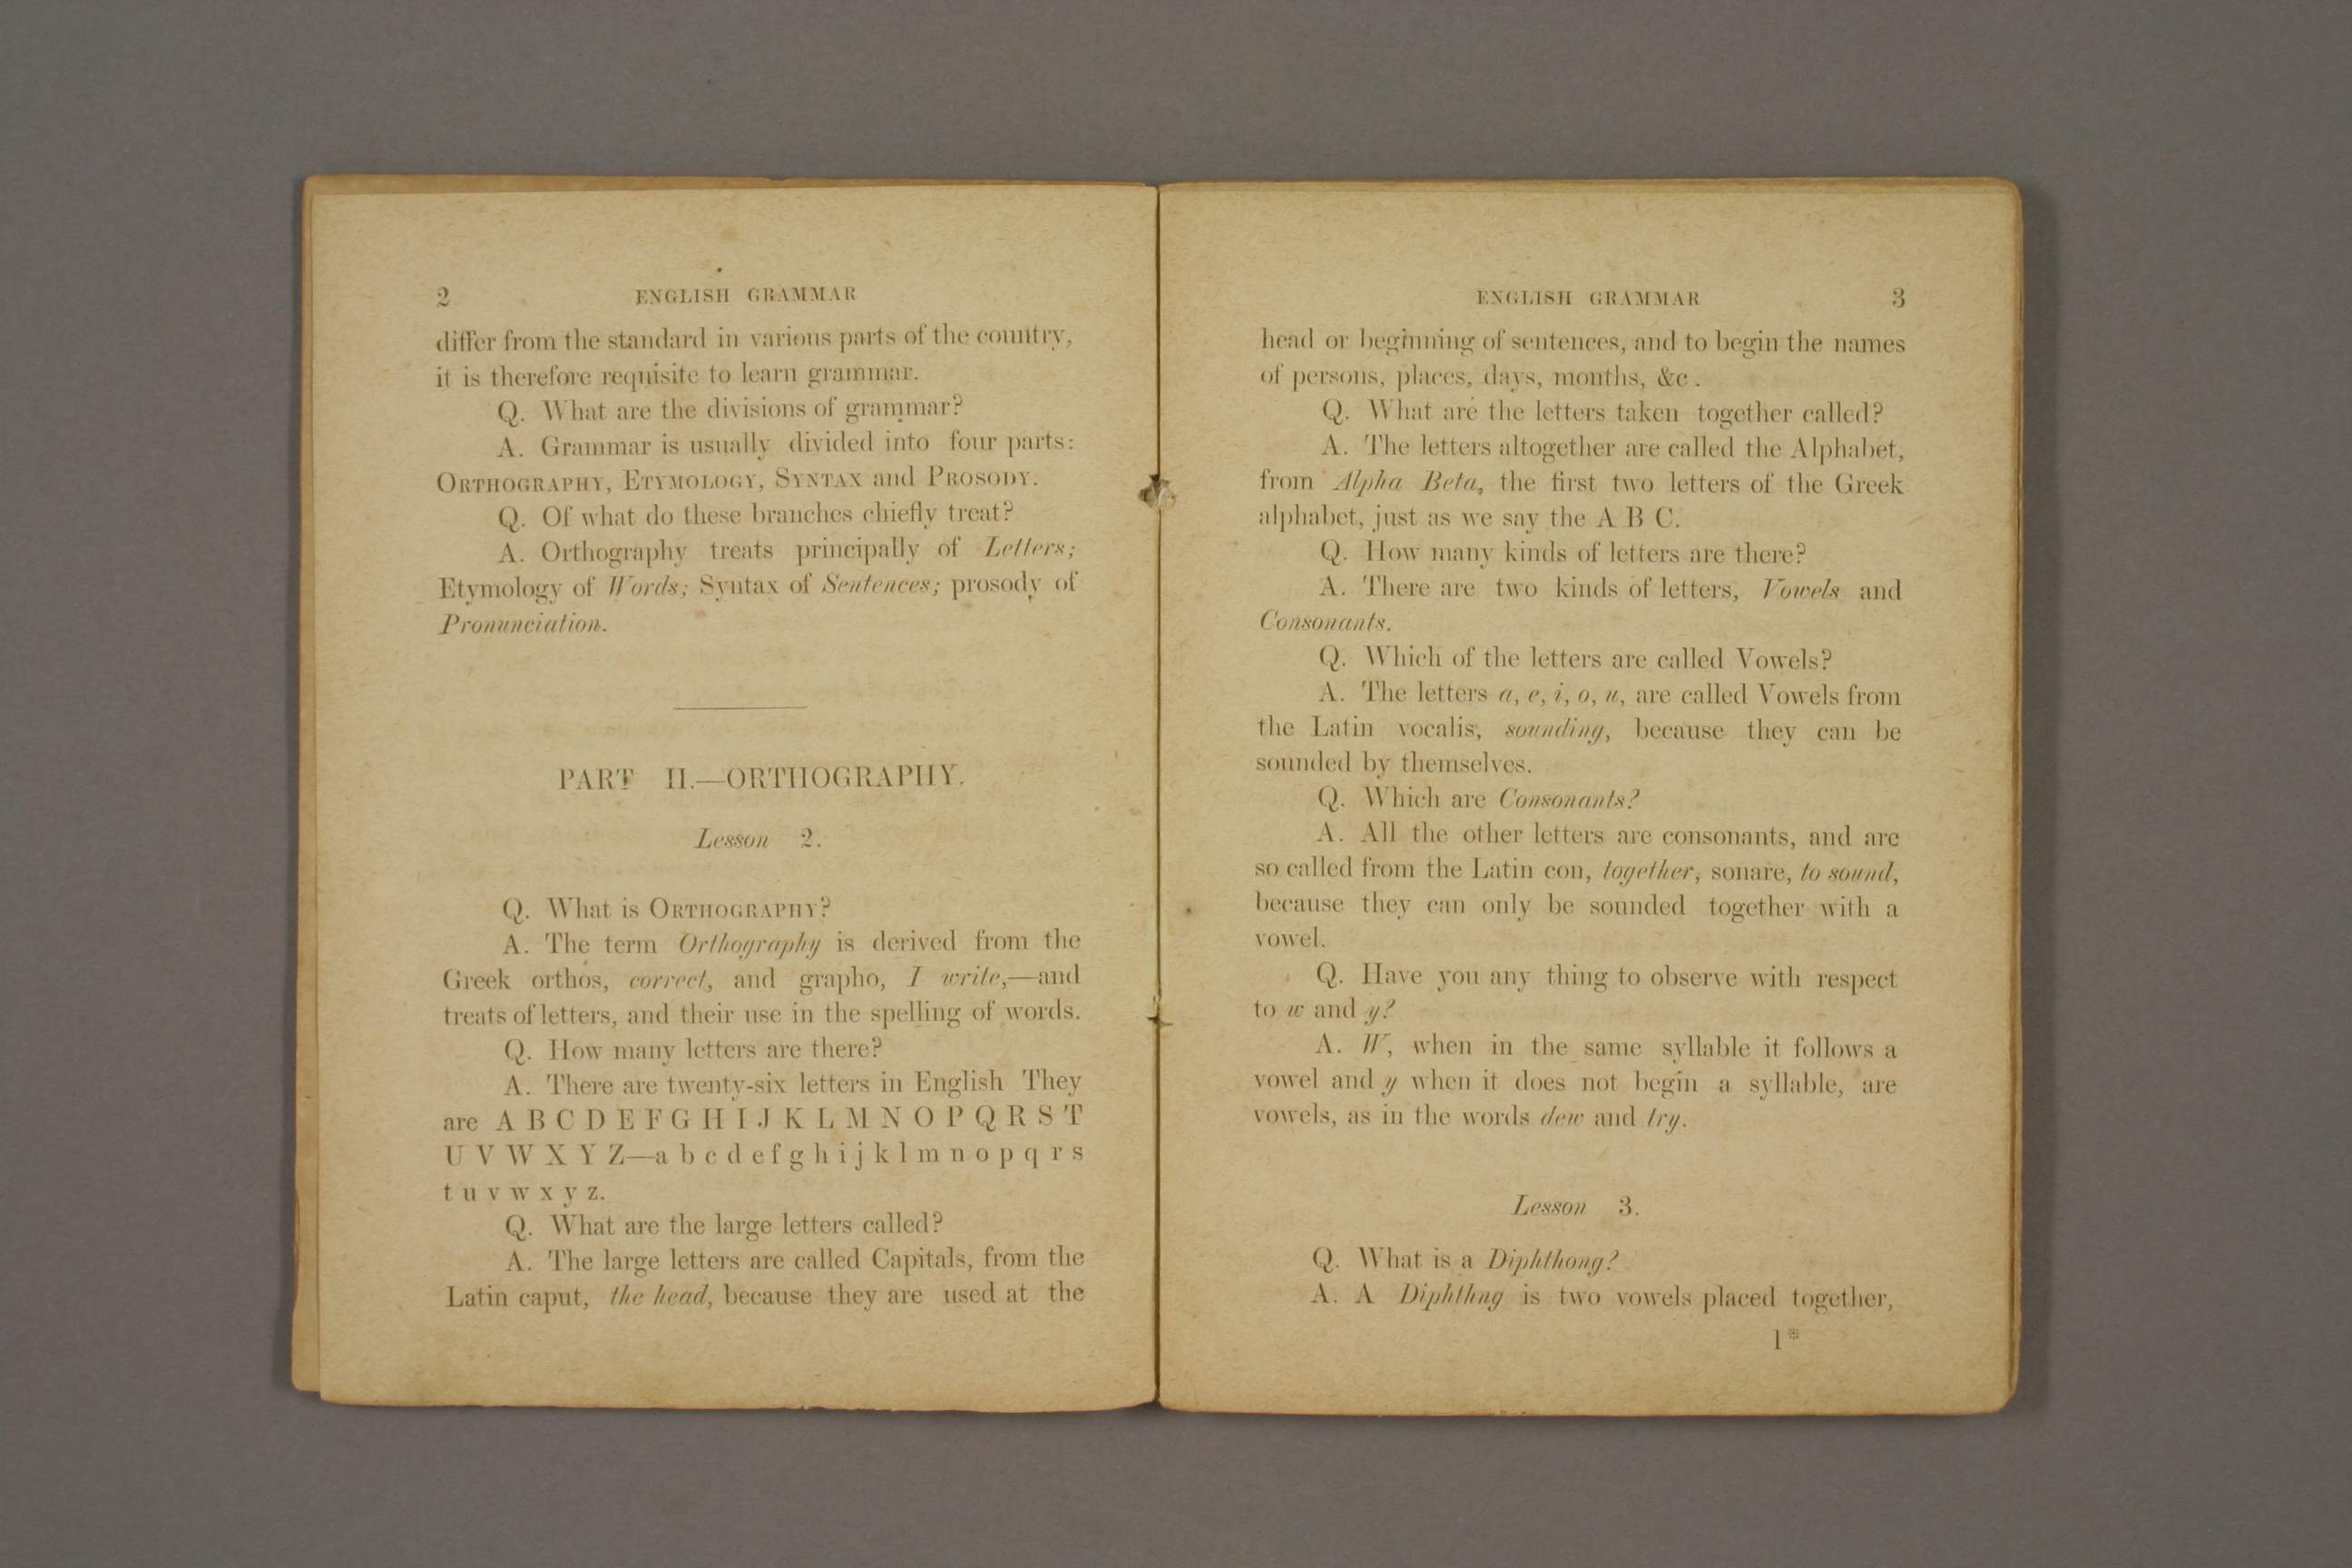 2 ENGLISH GRAMMAR
differ from the standard in various parts of the country,
it is therefore requisite to learn grammar.
Q. What are the divisions of grammar?
A. Grammar is usually divided into four parts:
ORTHOGRAPHY, ETYMOLOGY, SYNTAX and PROSODY.
Q. Of what do these branches chiefly treat?
A. Orthography treats principally of Letters;
Etymology of Words; Syntax of Sentences; prosody of
Pronunciation.
PART II.—ORTHOGRAPHY.
Lesson 2.
Q. What is ORTHOGRAPHY?
A. The term Orthography is derived from the
Greek orthos, correct, and grapho, I write,—and
treats of letters, and their use in the spelling of words.
Q. How many letters are there?
A. There are twenty-six letters in English They
are A B C D E F G H I J K L M N O P Q R S T
U V W X Y Z—a b c d e f g h i j k l m n o p q r s
t u v w x y z.
Q. What are the large letters called?
A. The large letters are called Capitals, from the
Latin caput, the head, because they are used at the
ENGLISH GRAMMAR 3
head or beginning of sentences, and to begin the names
of persons, places, days, months, &c.
Q. What are the letters taken together called?
A. The letters altogether are called the Alphabet,
from Alpha Beta, the first two letters of the Greek
alphabet, just as we say the A B C.
Q. How many kinds of letters are there?
A. There are two kinds of letters, Vowels and
Consonants.
Q. Which of the letters are called Vowels?
A. The letters a, e, i, o, u, are called Vowels from
the Latin vocalis, sounding, because they can be
sounded by themselves.
Q. Which are Consonants?
A. All the other letters are consonants, and are
so called from the Latin con, together, sonare, to sound,
because they can only be sounded together with a
vowel.
Q. Have you any thing to observe with respect
to w and y?
A. W, when in the same syllable it follows a
vowel and y when it does not begin a syllable, are
vowels, as in the words dew and try.
Lesson 3.
Q. What is a Diphthong?
A. A Diphthng is two vowels placed together,
1*